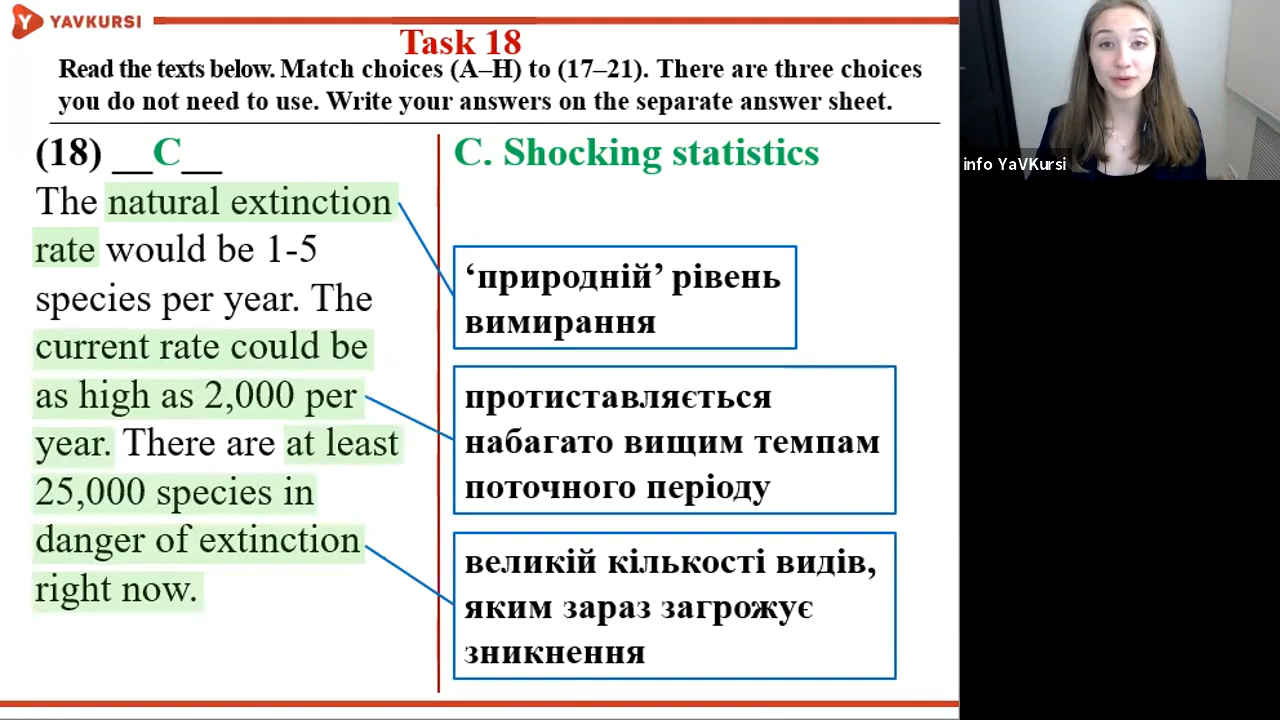 YAVKURSI
Task 18
Read the texts below. Match choices (A–H) to (17–21). There are three choices
you do not need to use. Write your answers on the separate answer sheet.
(18) __C__
The natural extinction
rate would be 1-5
species per year. The
current rate could be
as high as 2,000 per
year. There are at least
25,000 species in
danger of extinction
right now.
C. Shocking statistics
‘природній’ рівень
вимирання
протиставляється
набагато вищим темпам
поточного періоду
великій кількості видів,
яким зараз загрожує
зникнення
info YaVKursi